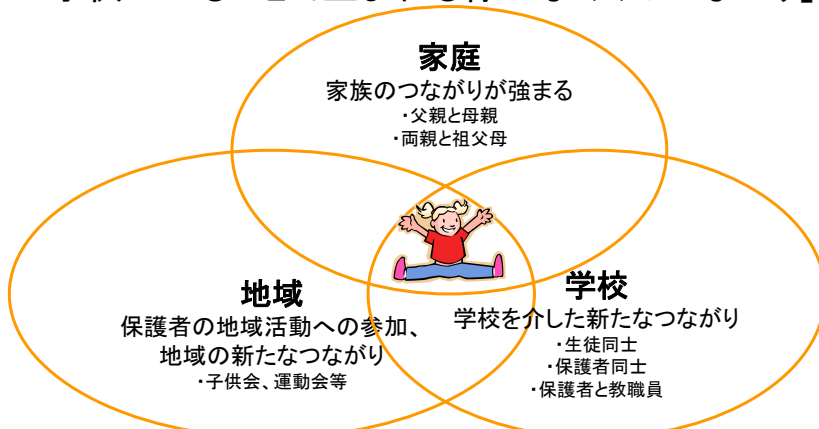 家庭
家族のつながりが強まる
・父親と母親
・両親と祖父母
地域
保護者の地域活動への参加、
地域の新たなつながり
・子供会、運動会等
学校
学校を介した新たなつながり
・生徒同士
・保護者同士
・保護者と教職員